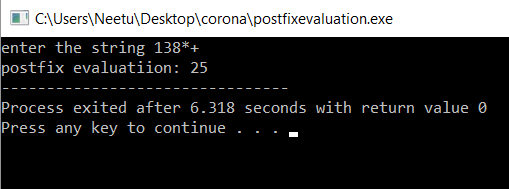 C:\Users\Neetu\Desktop\corona\postfixevaluation.exe
enter the string 138*+
postfix evaluatiion: 25
--------------------------------
Process exited after 6.318 seconds with return value 0
Press any key to continue . . .